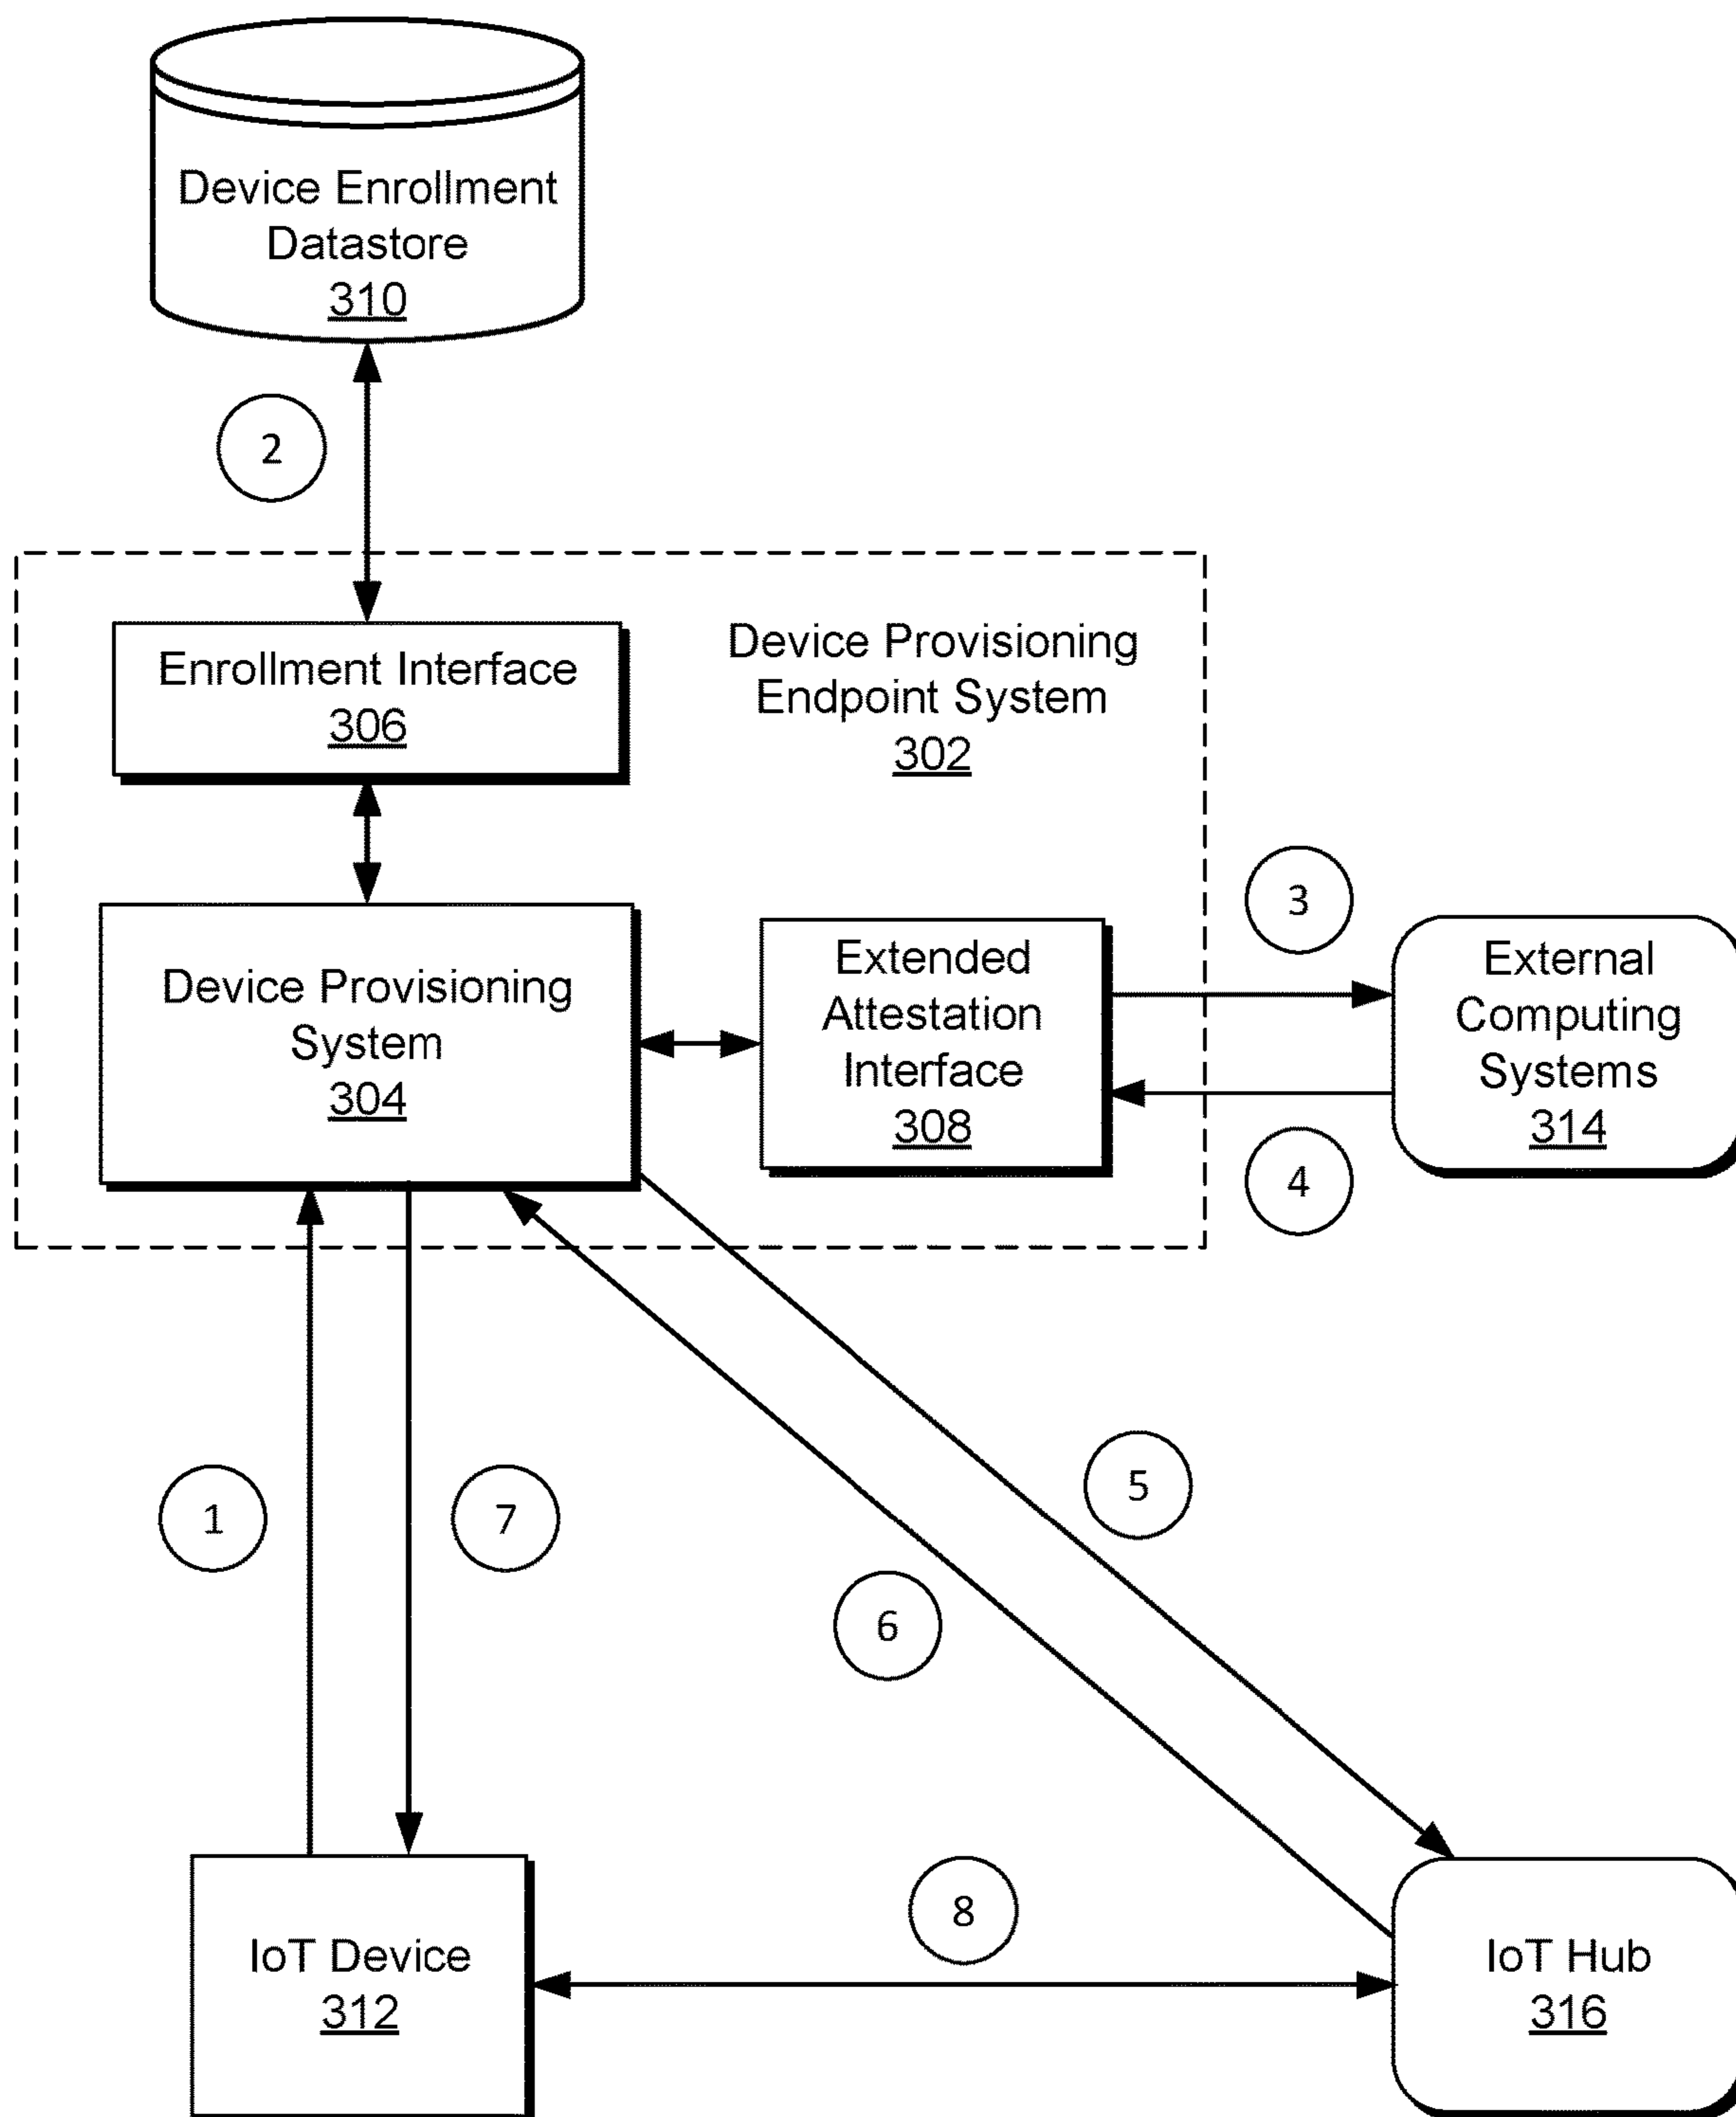 Device Enrollment
Datastore
310
2
Enrollment Interface
306
Device Provisioning
Endpoint System
302
3
Device Provisioning
System
304
Extended
Attestation
Interface
308
External
Computing
Systems
314
4
1
7
5
6
8
IoT Device
312
IoT Hub
316